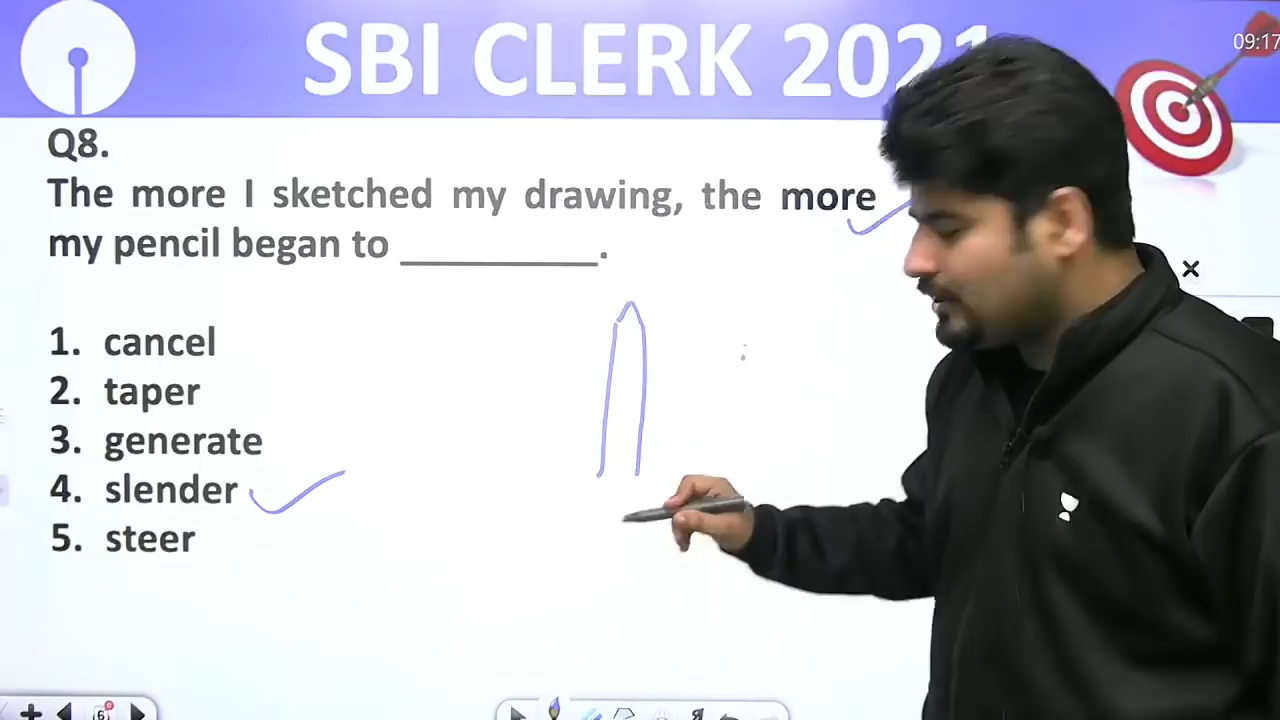 SBI CLERK 2021
09:17
Q8.
The more I sketched my drawing, the more
my pencil began to __________.
1. cancel
2. taper
3. generate
4. slender
5. steer